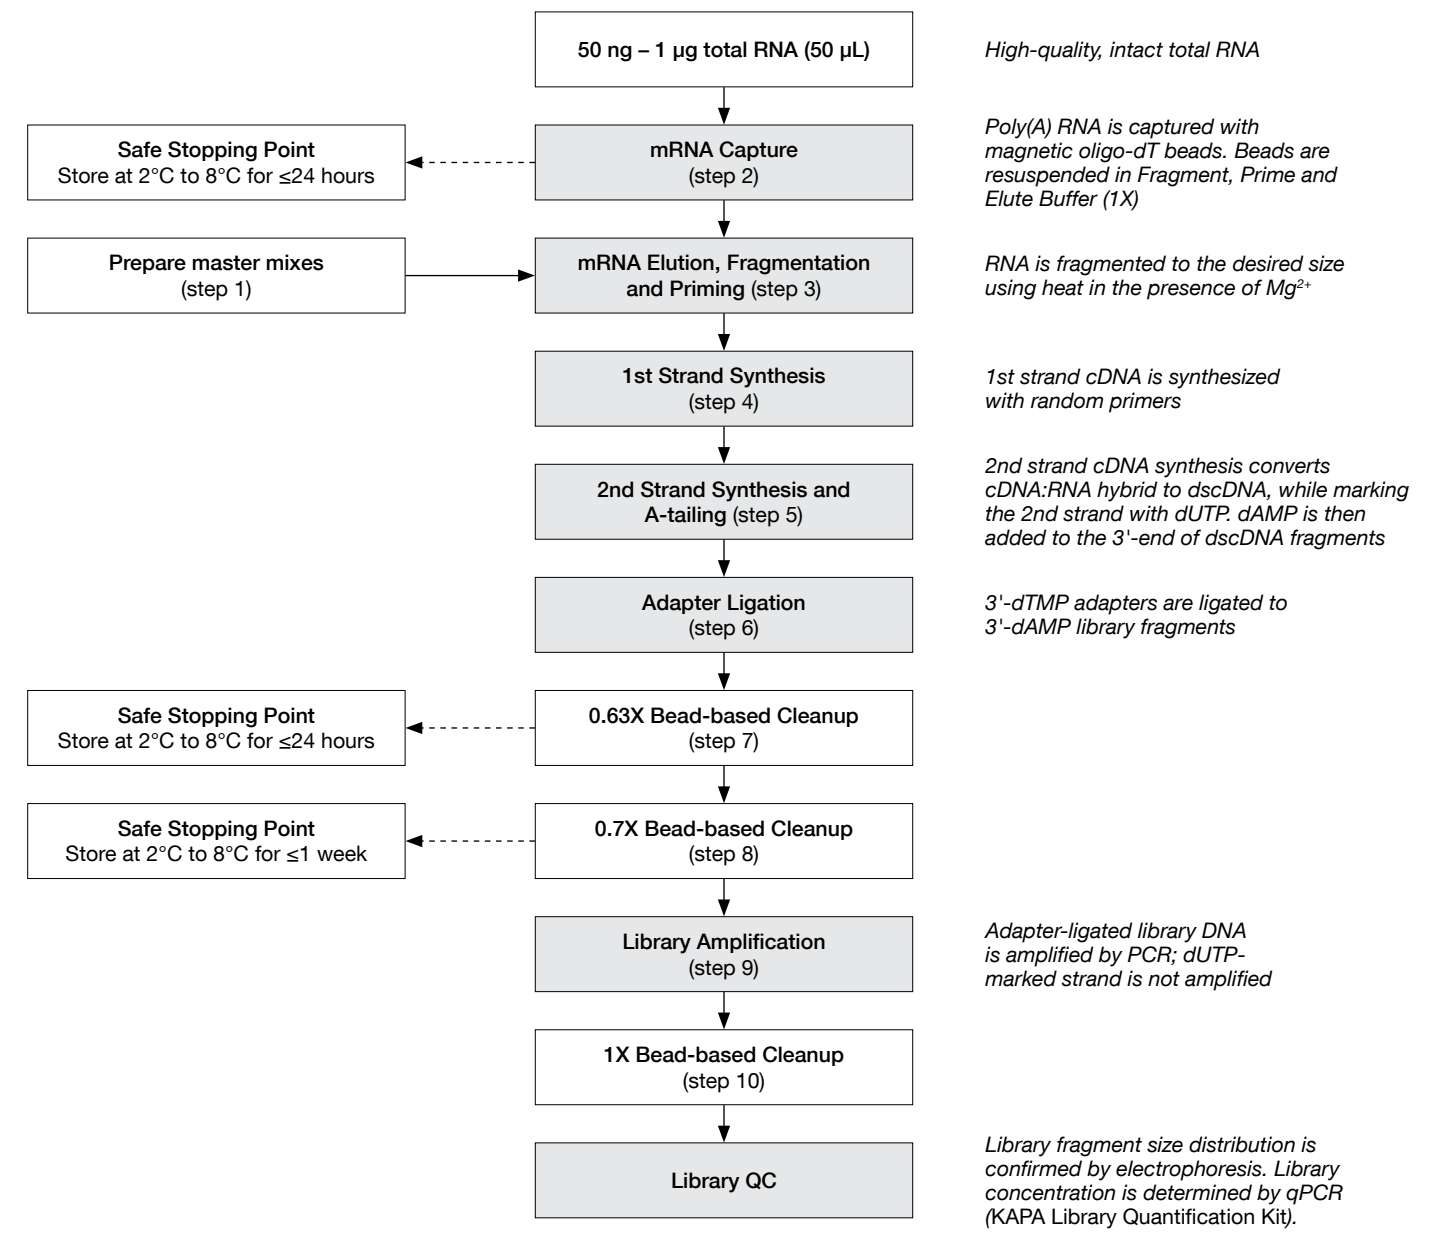 50 ng – 1 µg total RNA (50 µL)
High-quality, intact total RNA
Safe Stopping Point
Store at 2°C to 8°C for ≤24 hours
mRNA Capture
(step 2)
Poly(A) RNA is captured with
magnetic oligo-dT beads. Beads are
resuspended in Fragment, Prime and
Elute Buffer (1X)
Prepare master mixes
(step 1)
mRNA Elution, Fragmentation
and Priming (step 3)
RNA is fragmented to the desired size
using heat in the presence of Mg²⁺
1st Strand Synthesis
(step 4)
1st strand cDNA is synthesized
with random primers
2nd Strand Synthesis and
A-tailing (step 5)
2nd strand cDNA synthesis converts
cDNA:RNA hybrid to dscDNA, while marking
the 2nd strand with dUTP. dAMP is then
added to the 3'-end of dscDNA fragments
Adapter Ligation
(step 6)
3'-dTMP adapters are ligated to
3'-dAMP library fragments
Safe Stopping Point
Store at 2°C to 8°C for ≤24 hours
0.63X Bead-based Cleanup
(step 7)
Safe Stopping Point
Store at 2°C to 8°C for ≤1 week
0.7X Bead-based Cleanup
(step 8)
Library Amplification
(step 9)
Adapter-ligated library DNA
is amplified by PCR; dUTP-
marked strand is not amplified
1X Bead-based Cleanup
(step 10)
Library QC
Library fragment size distribution is
confirmed by electrophoresis. Library
concentration is determined by qPCR
(KAPA Library Quantification Kit).